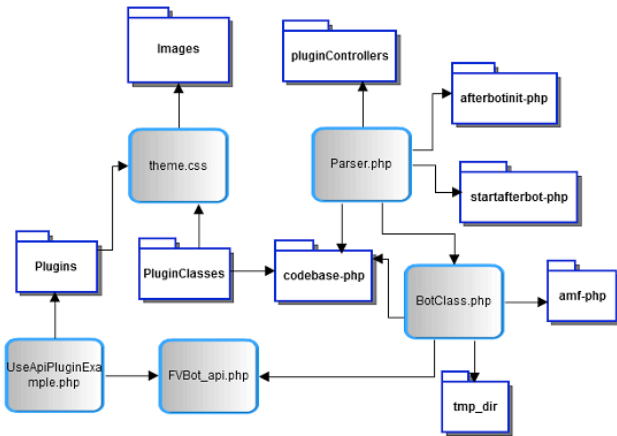 Images
pluginControllers
afterbotinit-php
theme.css
Parser.php
startafterbot-php
Plugins
PluginClasses
codebase-php
BotClass.php
amf-php
UseApiPluginExa
mple.php
FVBot_api.php
tmp_dir